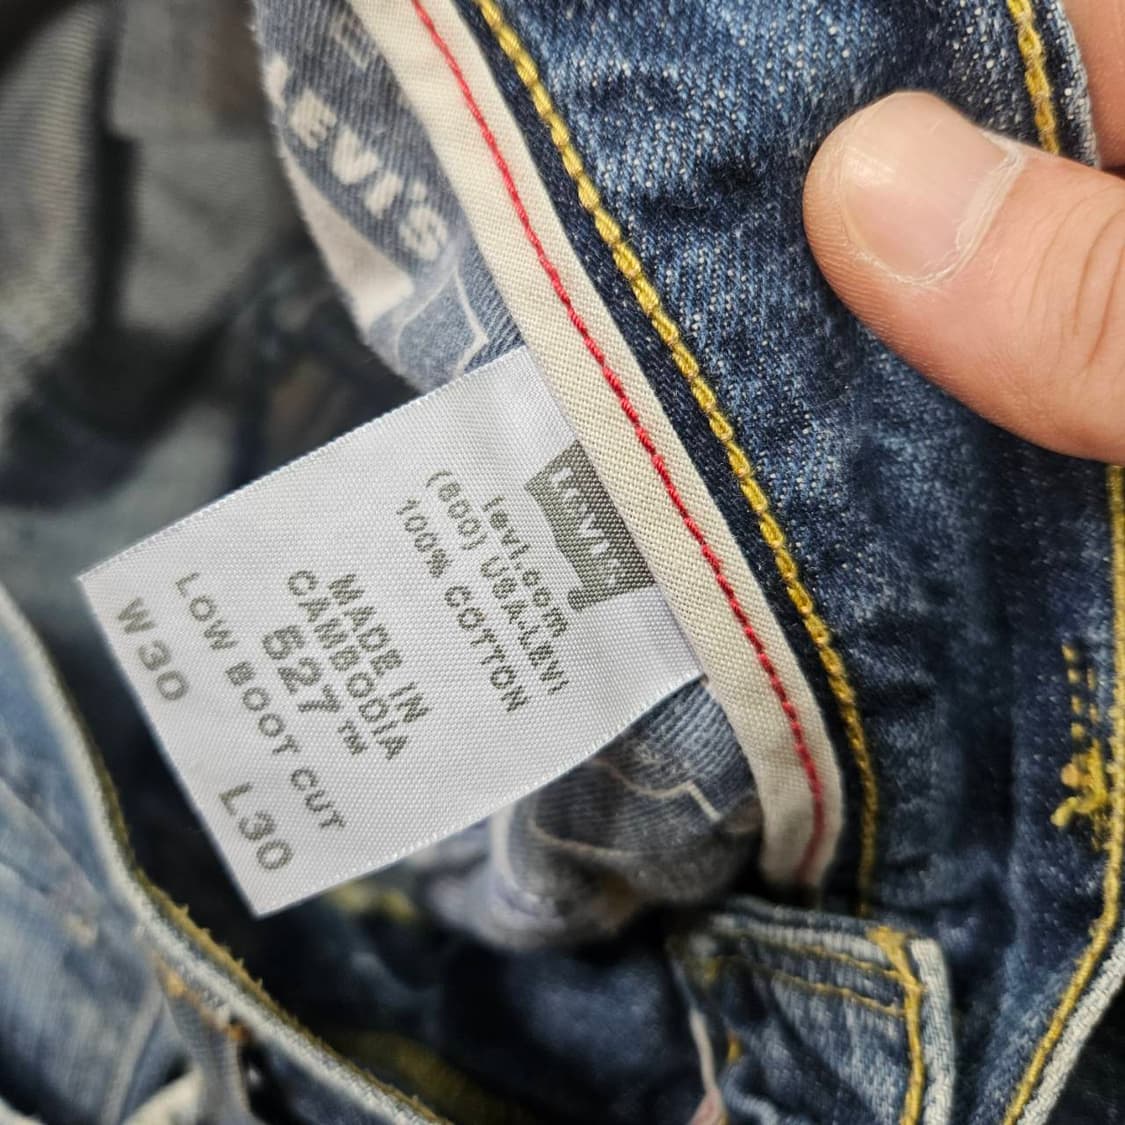 LEVI'S
Levi's
levi.com
(800) USA-LEVI
100% COTTON
MADE IN
CAMBODIA
527™
LOW BOOT CUT
W30 L30